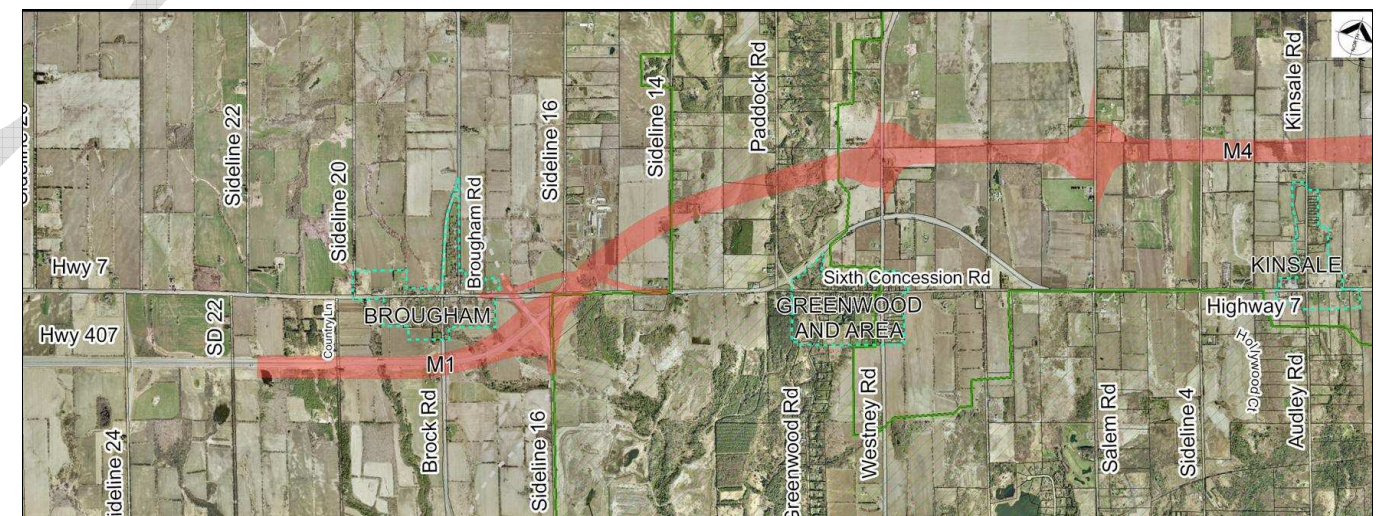 NORTH
Kinsale Rd
Paddock Rd
Sideline 14
Sideline 16
Sideline 22
Sideline 20
Brougham Rd
M4
Hwy 7
Sixth Concession Rd
KINSALE
GREENWOOD
AND AREA
Highway 7
BROUGHAM
SD 22
Hwy 407
Country Ln
M1
Hollywood Ct
Audley Rd
Westney Rd
Brock Rd
Sideline 16
Greenwood Rd
Salem Rd
Sideline 4
Sideline 24